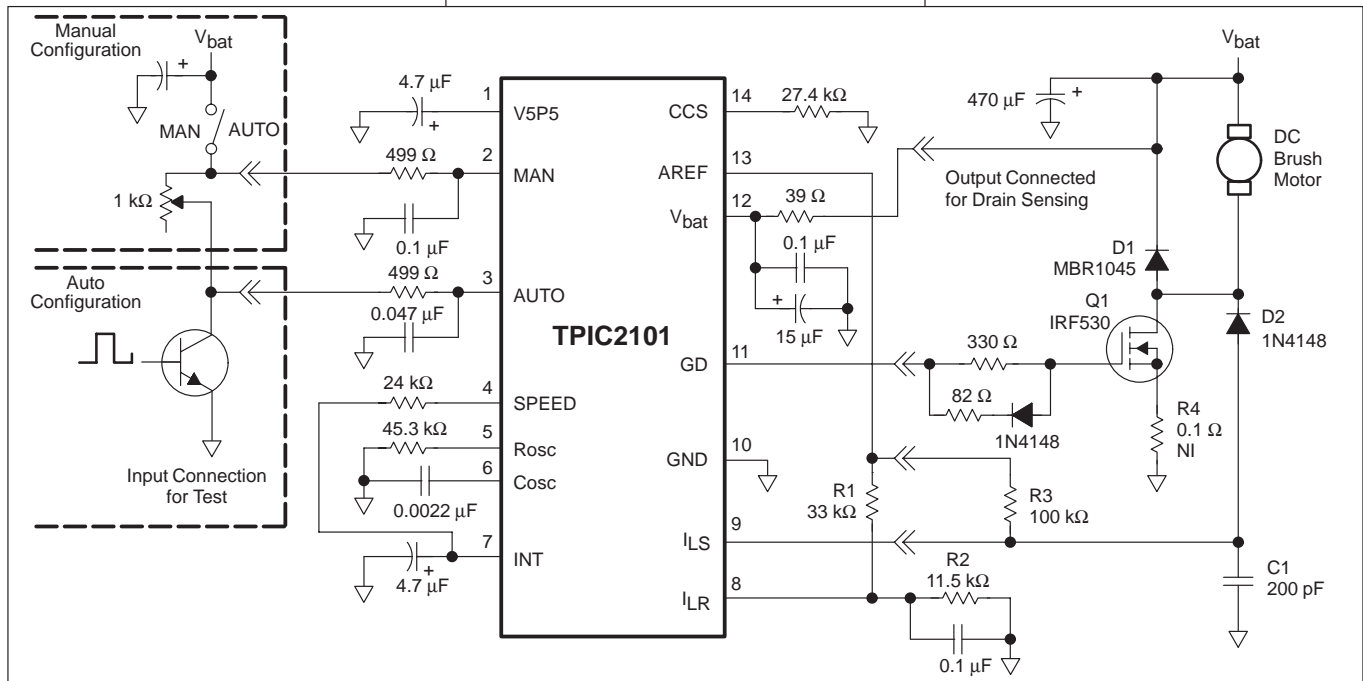 Manual
Configuration
Vbat
+
MAN
AUTO
1 kΩ
Auto
Configuration
Input Connection
for Test
4.7 μF
+
499 Ω
0.1 μF
499 Ω
0.047 μF
24 kΩ
45.3 kΩ
0.0022 μF
4.7 μF
+
1
V5P5
2
MAN
3
AUTO
4
SPEED
5
Rosc
6
Cosc
7
INT
TPIC2101
14
CCS
13
AREF
12
Vbat
11
GD
10
GND
9
ILS
8
ILR
27.4 kΩ
39 Ω
0.1 μF
+
15 μF
Output Connected
for Drain Sensing
470 μF
+
Vbat
DC
Brush
Motor
D1
MBR1045
Q1
IRF530
D2
1N4148
330 Ω
82 Ω
1N4148
R4
0.1 Ω
NI
R1
33 kΩ
R3
100 kΩ
R2
11.5 kΩ
0.1 μF
C1
200 pF